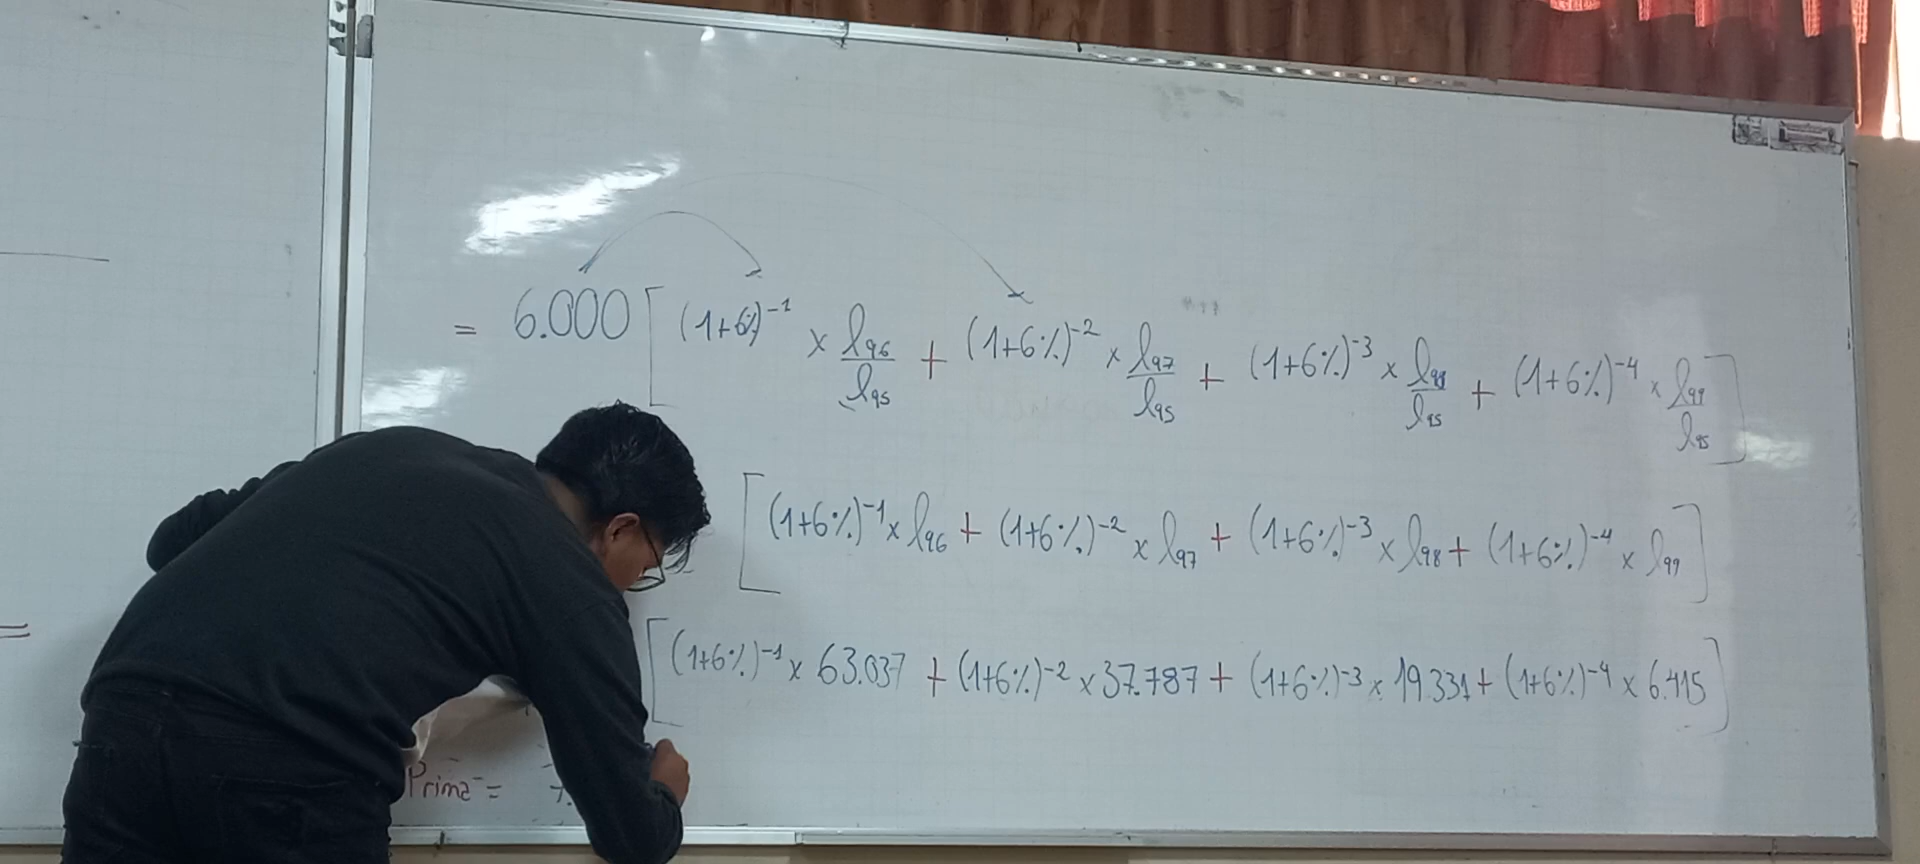 = 6.000 [ (1+6%)^-1 × l96/l95 + (1+6%)^-2 × l97/l95 + (1+6%)^-3 × l98/l95 + (1+6%)^-4 × l99/l95 ]
[ (1+6%)^-1 × l96 + (1+6%)^-2 × l97 + (1+6%)^-3 × l98 + (1+6%)^-4 × l99 ]
[ (1+6%)^-1 × 63.037 + (1+6%)^-2 × 37.787 + (1+6%)^-3 × 19.331 + (1+6%)^-4 × 6.415 ]
Prima =
=